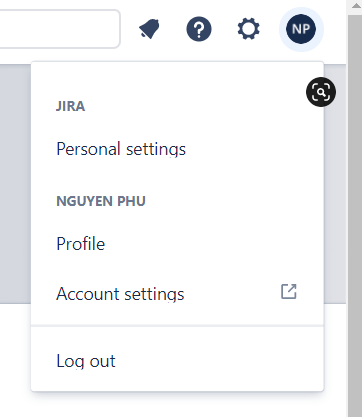 NP
JIRA
Personal settings
NGUYEN PHU
Profile
Account settings
Log out